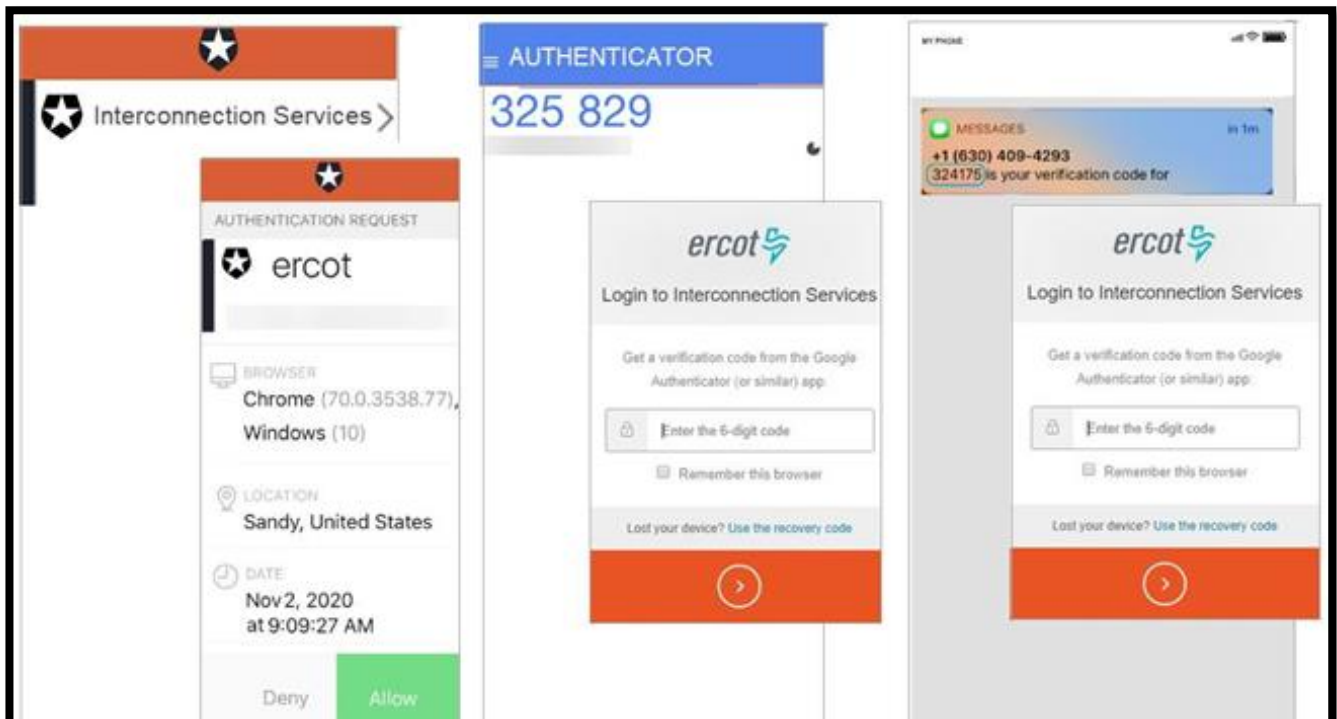 Interconnection Services
AUTHENTICATION REQUEST
ercot
BROWSER
Chrome (70.0.3538.77),
Windows (10)
LOCATION
Sandy, United States
DATE
Nov 2, 2020
at 9:09:27 AM
Deny
Allow
AUTHENTICATOR
325 829
ercot
Login to Interconnection Services
Get a verification code from the Google
Authenticator (or similar) app:
Enter the 6-digit code
Remember this browser
Lost your device? Use the recovery code
MY PHONE
MESSAGES
in 1m
+1 (630) 409-4293
324175 is your verification code for
ercot
Login to Interconnection Services
Get a verification code from the Google
Authenticator (or similar) app:
Enter the 6-digit code
Remember this browser
Lost your device? Use the recovery code